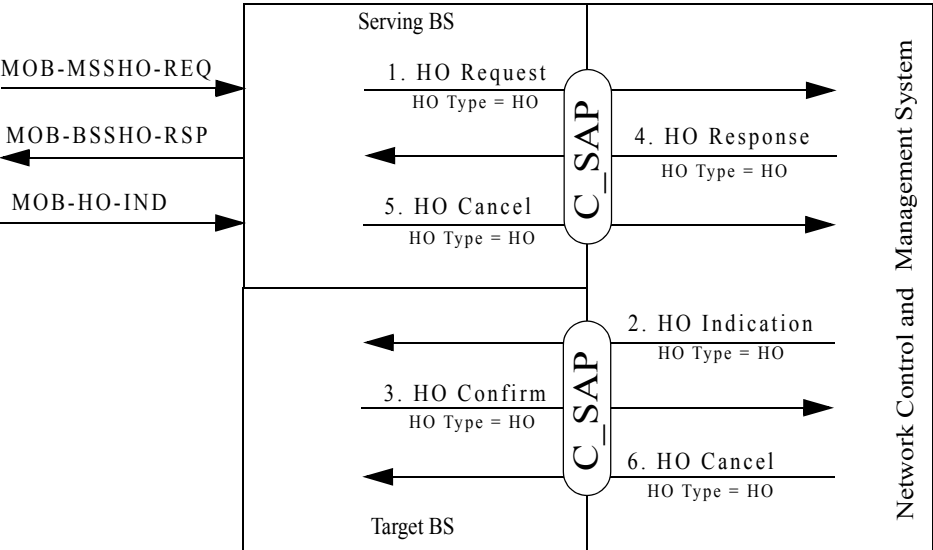 Serving BS
MOB-MSSHO-REQ
1. HO Request
HO Type = HO
MOB-BSSHO-RSP
4. HO Response
HO Type = HO
MOB-HO-IND
5. HO Cancel
HO Type = HO
C_SAP
2. HO Indication
HO Type = HO
3. HO Confirm
HO Type = HO
6. HO Cancel
HO Type = HO
C_SAP
Target BS
Network Control and Management System